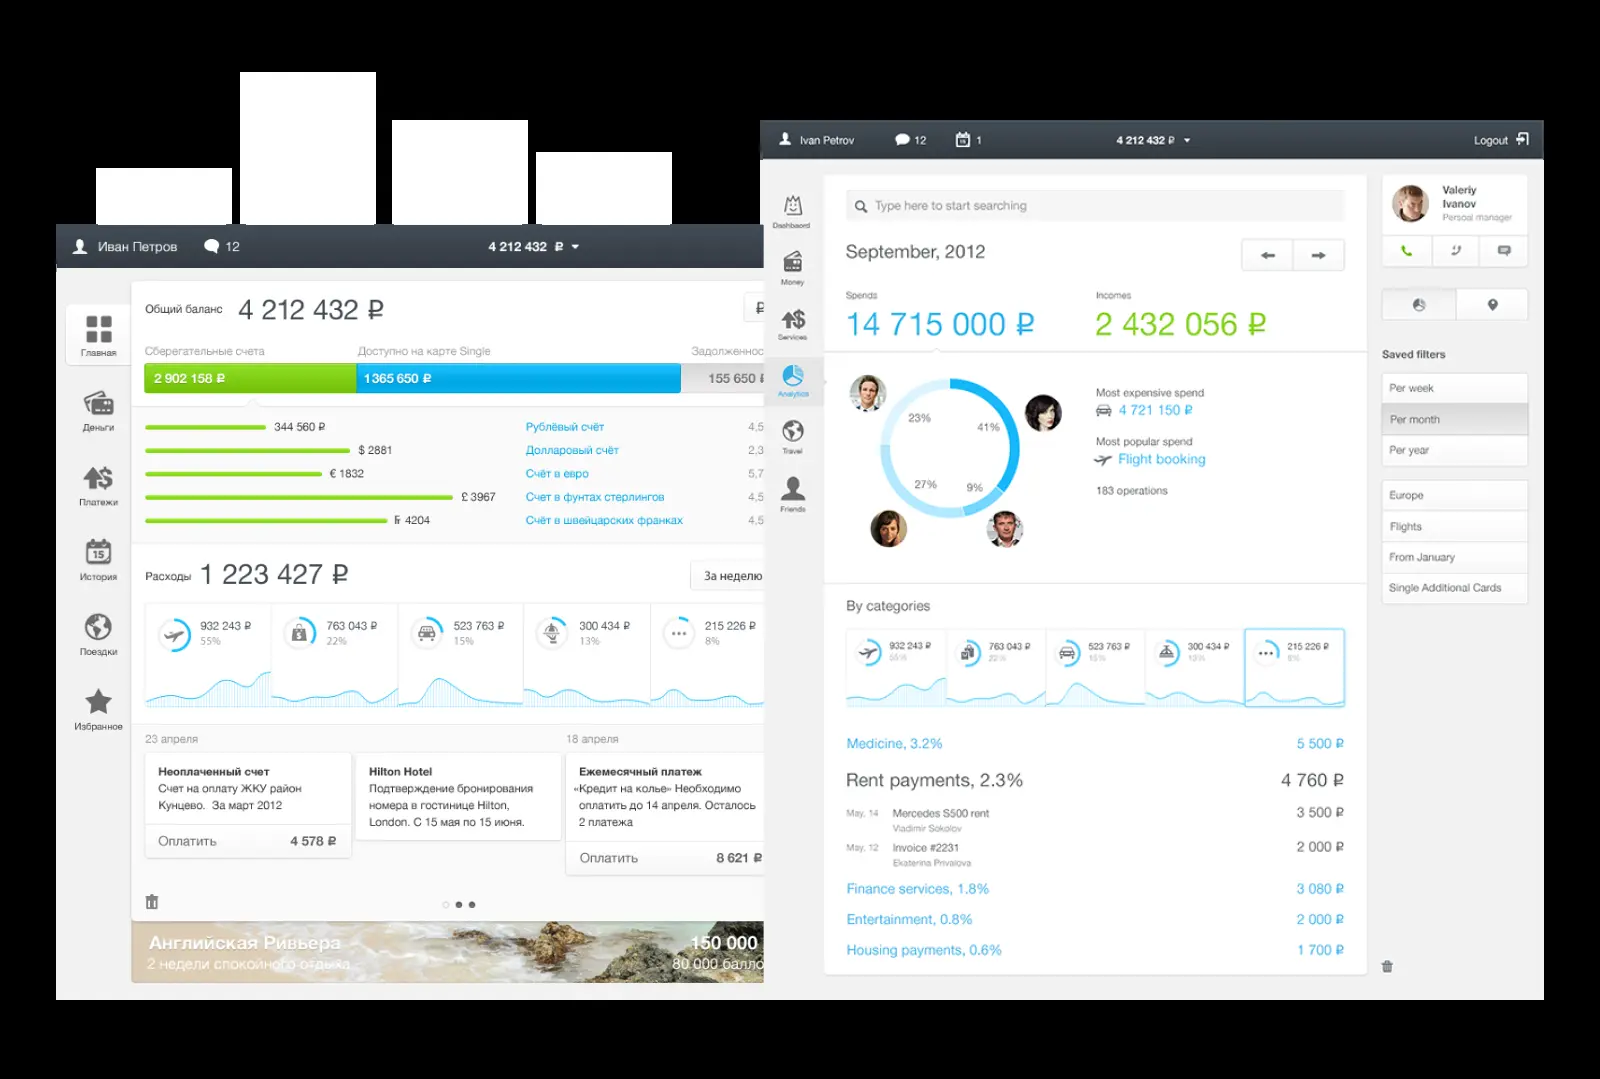 Иван Петров
12
4 212 432 ₽
Общий баланс 4 212 432 ₽
₽
Сберегательные счета
Доступно на карте Single
Задолженнос
2 902 158 ₽
1 365 650 ₽
155 650
344 560 ₽
Рублёвый счёт
4,5
$ 2881
Долларовый счёт
2,3
€ 1832
Счёт в евро
5,7
£ 3967
Счет в фунтах стерлингов
4,5
₣ 4204
Счёт в швейцарских франках
4,5
Главная
Деньги
Платежи
15
История
Поездки
Избранное
Расходы 1 223 427 ₽
За неделю
932 243 ₽
55%
763 043 ₽
22%
523 763 ₽
15%
300 434 ₽
13%
215 226 ₽
8%
23 апреля
Неоплаченный счет
Счет на оплату ЖКУ район
Кунцево. За март 2012
Оплатить 4 578 ₽
Hilton Hotel
Подтверждение бронирования
номера в гостинице Hilton,
London. С 15 мая по 15 июня.
18 апреля
Ежемесячный платеж
«Кредит на колье» Необходимо
оплатить до 14 апреля. Осталось
2 платежа
Оплатить 8 621 ₽
Английская Ривьера
2 недели спокойного отдыха
150 000
80 000 балло
Ivan Petrov
12
1
4 212 432 ₽
Logout
Dashbaord
Money
Services
Analytics
Travel
Friends
Type here to start searching
September, 2012
Spends
14 715 000 ₽
Incomes
2 432 056 ₽
23%
41%
27%
9%
Most expensive spend
4 721 150 ₽
Most popular spend
Flight booking
183 operations
By categories
932 243 ₽
55%
763 043 ₽
22%
523 763 ₽
15%
300 434 ₽
13%
215 226 ₽
8%
Medicine, 3.2% 5 500 ₽
Rent payments, 2.3% 4 760 ₽
May, 14 Mercedes S500 rent 3 500 ₽
Vladimir Sokolov
May, 12 Invoice #2231 2 000 ₽
Ekaterina Privalova
Finance services, 1.8% 3 080 ₽
Entertainment, 0.8% 2 000 ₽
Housing payments, 0.6% 1 700 ₽
Valeriy
Ivanov
Persoal manager
Saved filters
Per week
Per month
Per year
Europe
Flights
From January
Single Additional Cards